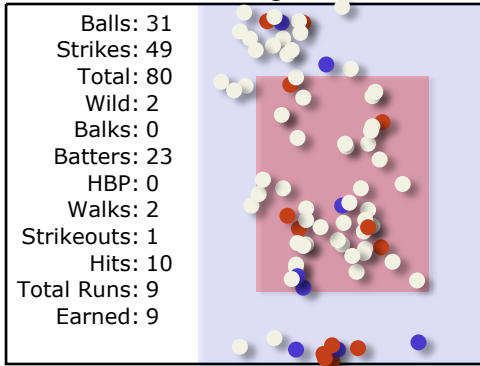 Balls: 31
Strikes: 49
Total: 80
Wild: 2
Balks: 0
Batters: 23
HBP: 0
Walks: 2
Strikeouts: 1
Hits: 10
Total Runs: 9
Earned: 9